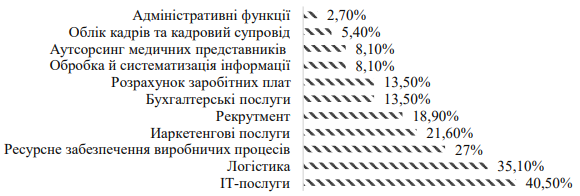 Адміністративні функції 2,70%
Облік кадрів та кадровий супровід 5,40%
Аутсорсинг медичних представників 8,10%
Обробка й систематизація інформації 8,10%
Розрахунок заробітних плат 13,50%
Бухгалтерські послуги 13,50%
Рекрутмент 18,90%
Иаркетенгові послуги 21,60%
Ресурсне забезпечення виробничих процесів 27%
Логістика 35,10%
ІТ-послуги 40,50%